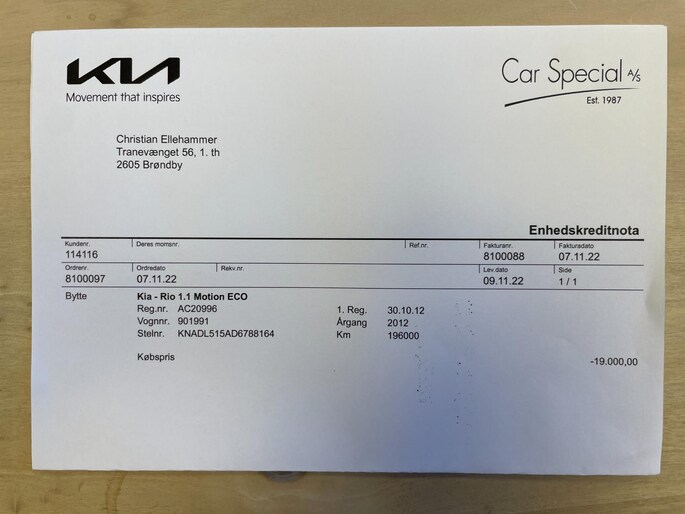 KIA
Movement that inspires
Car Special A/S
Est. 1987
Christian Ellehammer
Tranevænget 56, 1. th
2605 Brøndby
Enhedskreditnota
Kundenr. Deres momsnr. Ref.nr. Fakturanr. Fakturadato
114116 8100088 07.11.22
Ordrenr. Ordredato Rekv.nr. Lev.dato Side
8100097 07.11.22 09.11.22 1 / 1
Bytte Kia - Rio 1.1 Motion ECO
Reg.nr. AC20996 1. Reg. 30.10.12
Vognnr. 901991 Årgang 2012
Stelnr. KNADL515AD6788164 Km 196000
Købspris -19.000,00